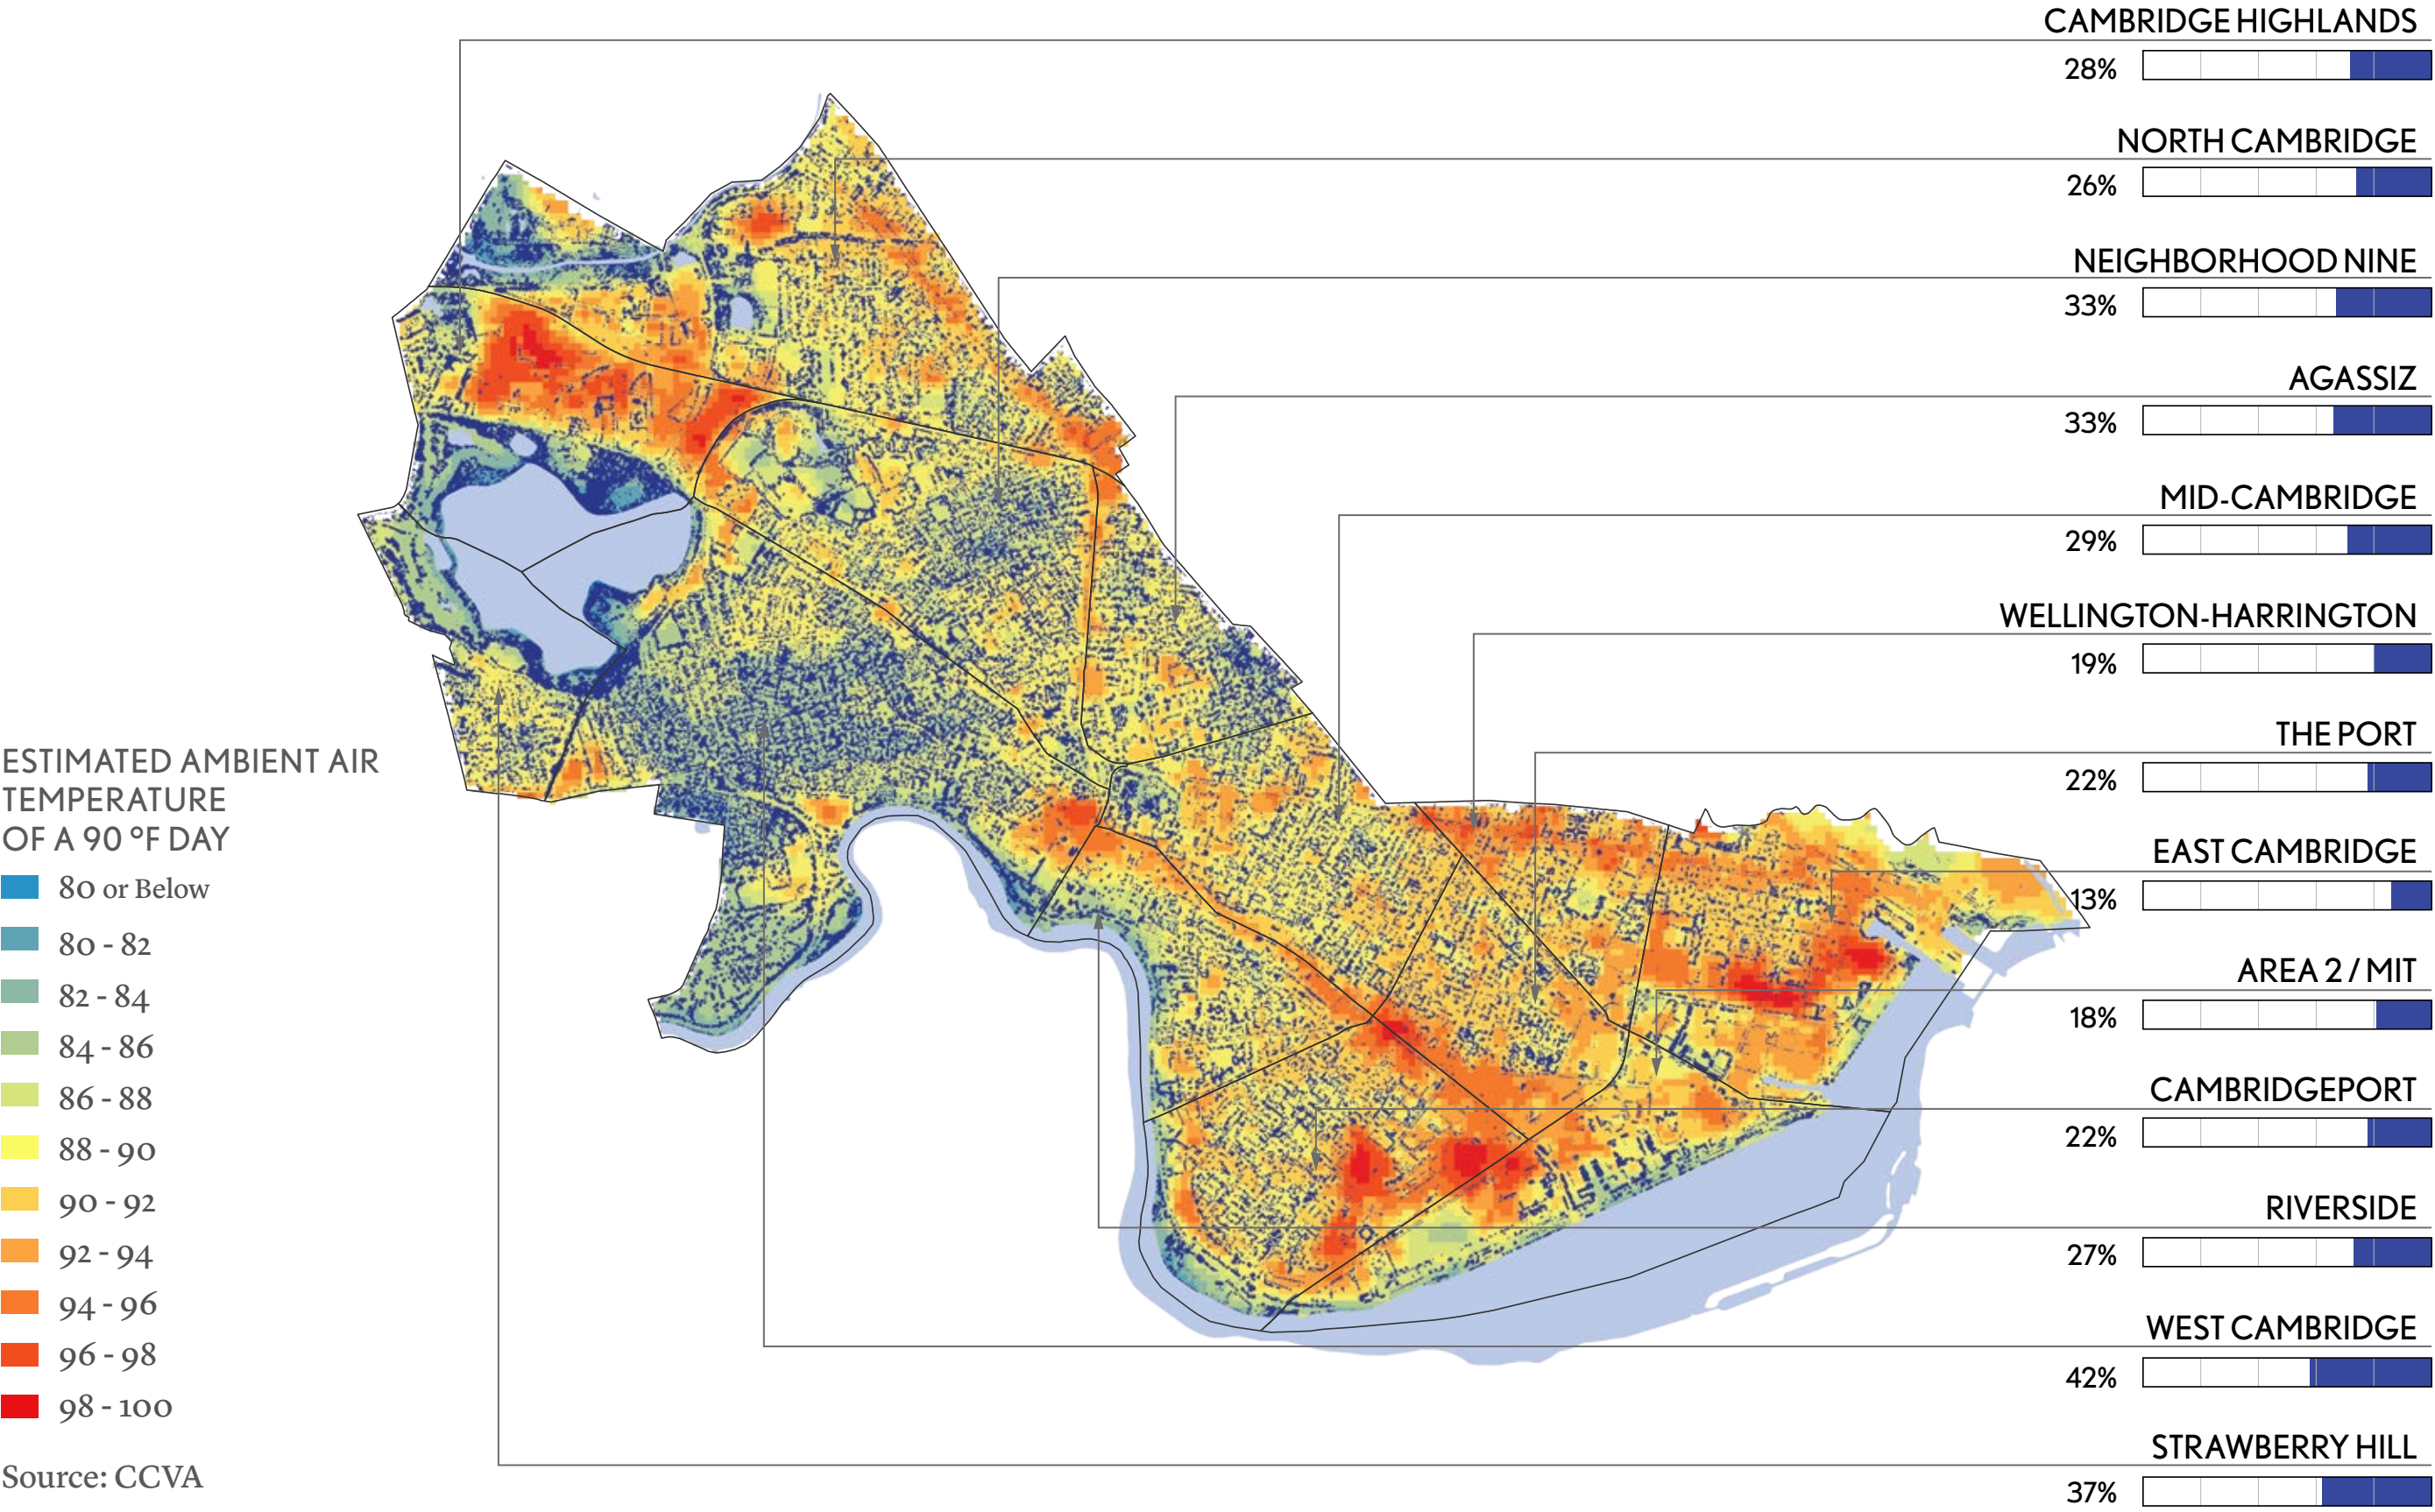 CAMBRIDGE HIGHLANDS
28%
NORTH CAMBRIDGE
26%
NEIGHBORHOOD NINE
33%
AGASSIZ
33%
MID-CAMBRIDGE
29%
WELLINGTON-HARRINGTON
19%
THE PORT
22%
EAST CAMBRIDGE
13%
AREA 2 / MIT
18%
CAMBRIDGEPORT
22%
RIVERSIDE
27%
WEST CAMBRIDGE
42%
STRAWBERRY HILL
37%
ESTIMATED AMBIENT AIR
TEMPERATURE
OF A 90 °F DAY
80 or Below
80 - 82
82 - 84
84 - 86
86 - 88
88 - 90
90 - 92
92 - 94
94 - 96
96 - 98
98 - 100
Source: CCVA